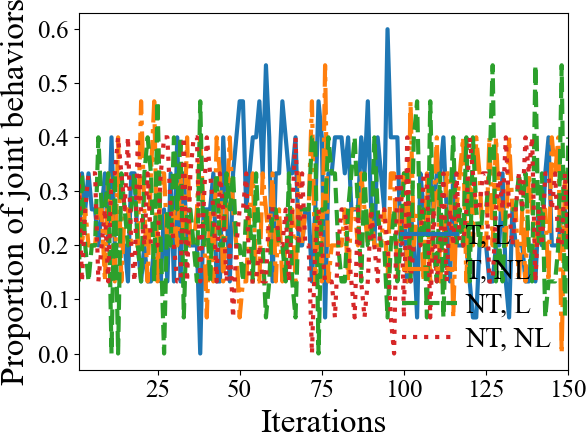 Proportion of joint behaviors
0.6
0.5
0.4
0.3
0.2
0.1
0.0
T, L
T, NL
NT, L
NT, NL
25 50 75 100 125 150
Iterations